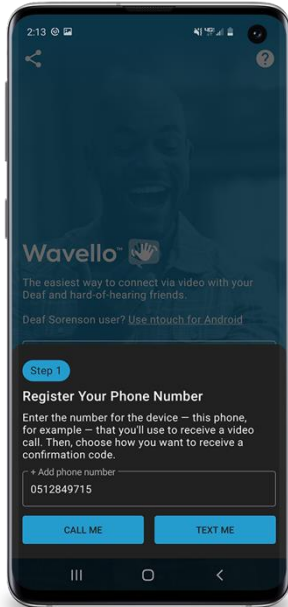 2:13
?
Wavello™
The easiest way to connect via video with your
Deaf and hard-of-hearing friends.
Deaf Sorenson user? Use ntouch for Android
Step 1
Register Your Phone Number
Enter the number for the device — this phone,
for example — that you'll use to receive a video
call. Then, choose how you want to receive a
confirmation code.
+ Add phone number
0512849715
CALL ME
TEXT ME